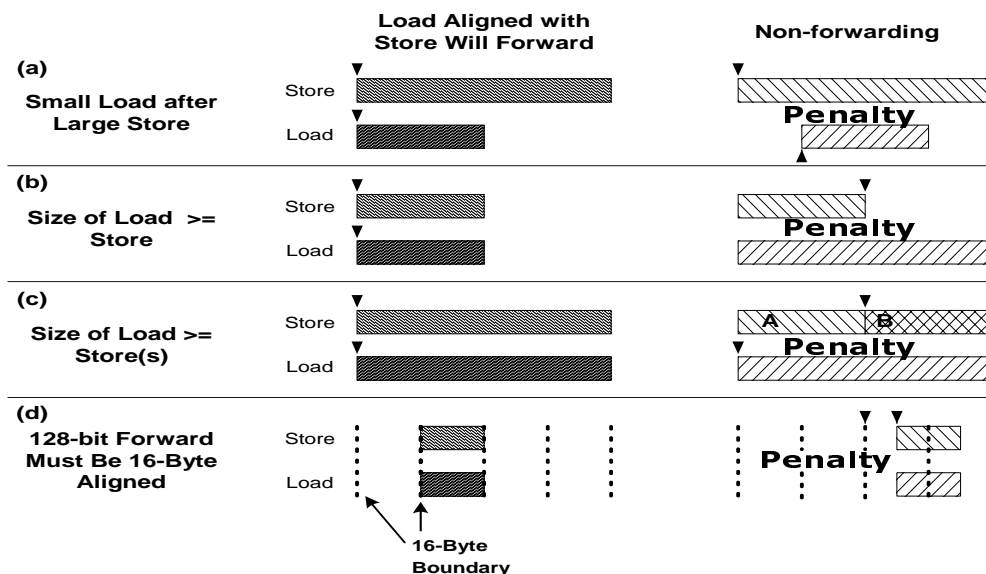 Load Aligned with
Store Will Forward
Non-forwarding
(a)
Small Load after
Large Store
Store
Load
Penalty
(b)
Size of Load >=
Store
Store
Load
Penalty
(c)
Size of Load >=
Store(s)
Store
Load
A
B
Penalty
(d)
128-bit Forward
Must Be 16-Byte
Aligned
Store
Load
Penalty
16-Byte
Boundary